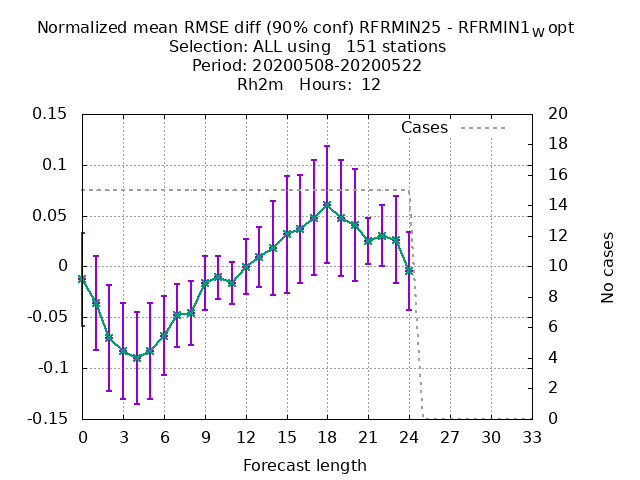 Normalized mean RMSE diff (90% conf) RFRMIN25 - RFRMIN1w opt
Selection: ALL using 151 stations
Period: 20200508-20200522
Rh2m Hours: 12
0.15
0.1
0.05
0
-0.05
-0.1
-0.15
Cases
20
18
16
14
12
10
8
6
4
2
0
No cases
0 3 6 9 12 15 18 21 24 27 30 33
Forecast length